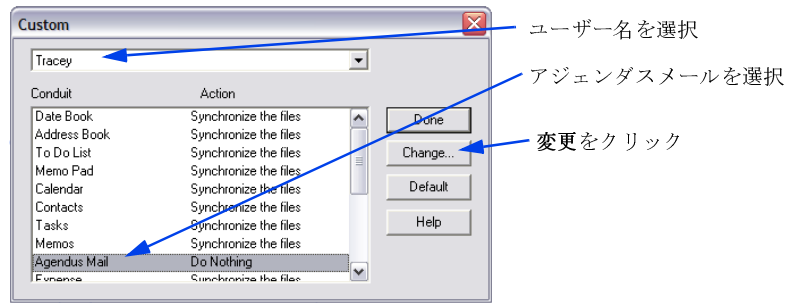 Custom
ユーザー名を選択
Tracey
アジェンダスメールを選択
Conduit Action
Date Book Synchronize the files
Done
Address Book Synchronize the files
変更をクリック
To Do List Synchronize the files
Change...
Memo Pad Synchronize the files
Calendar Synchronize the files
Default
Contacts Synchronize the files
Tasks Synchronize the files
Help
Memos Synchronize the files
Agendus Mail Do Nothing
Expense Synchronize the files